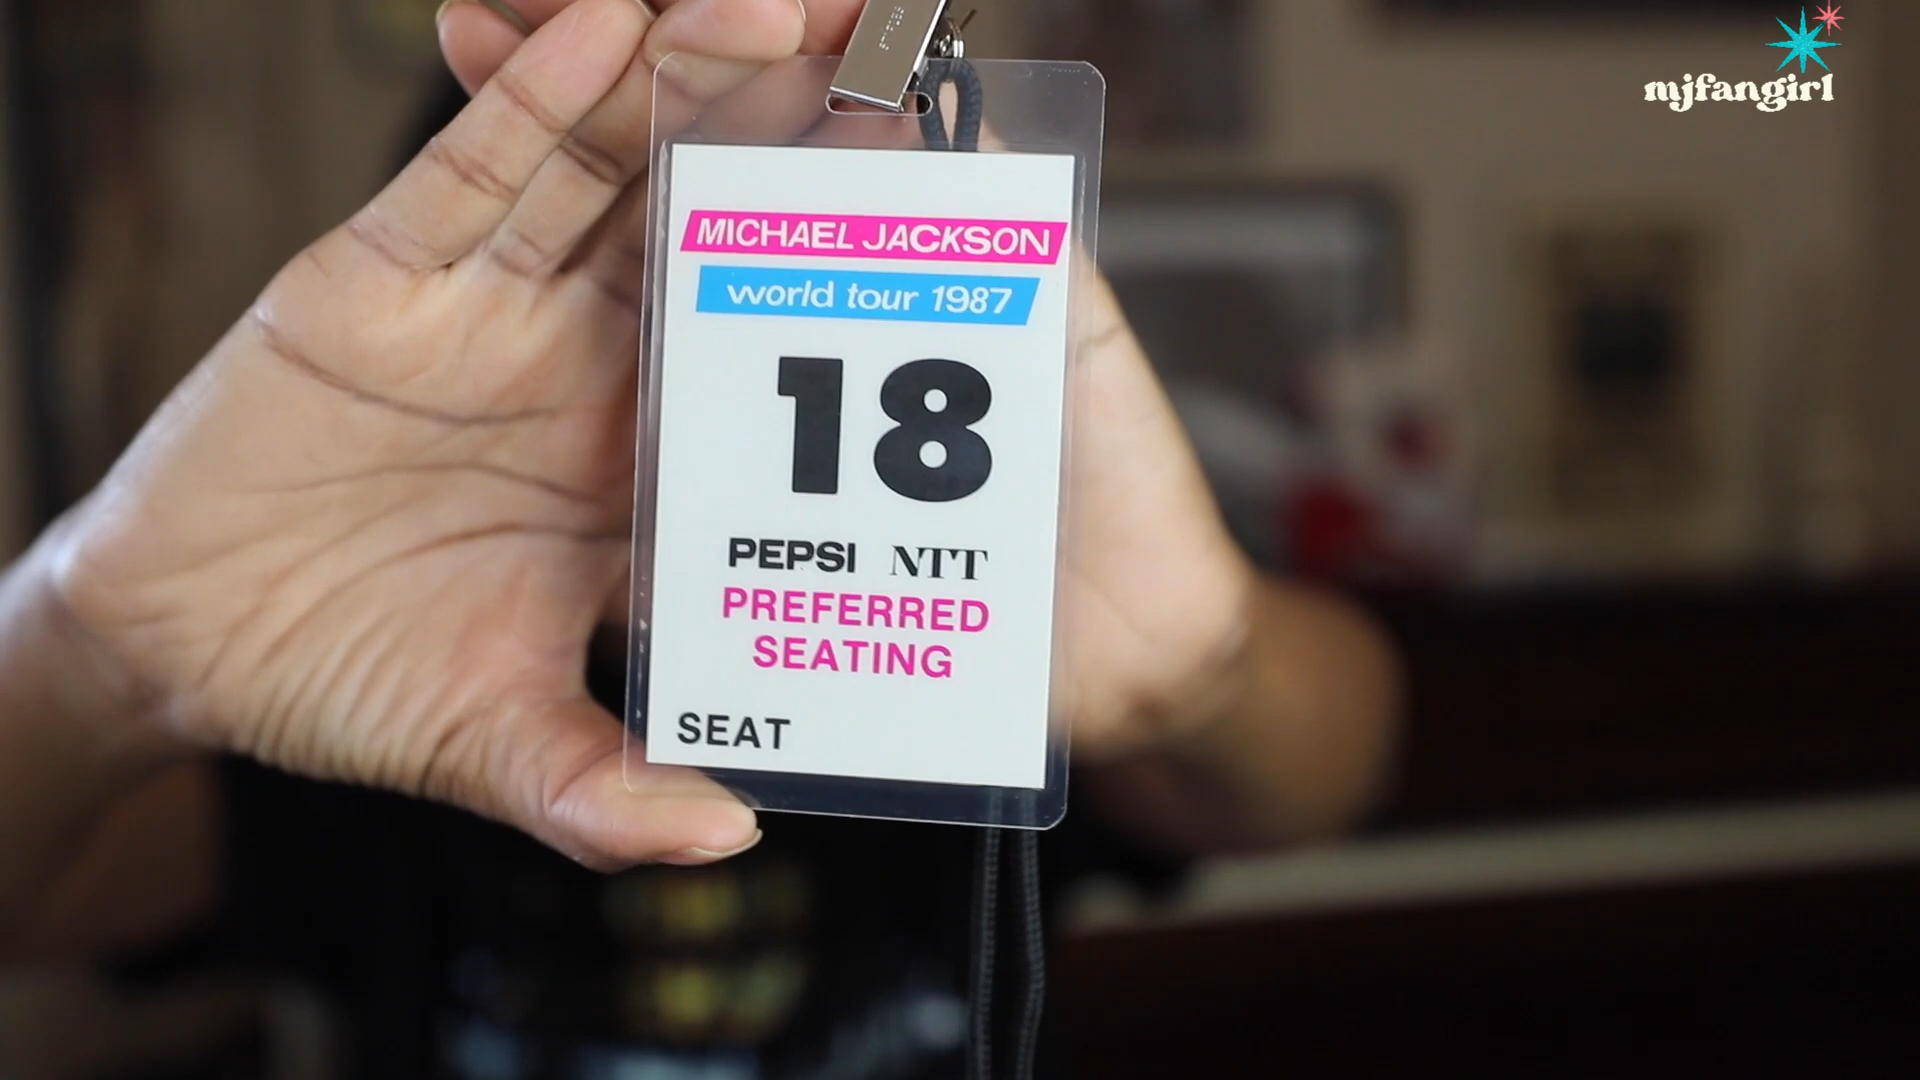 mjfangirl
MICHAEL JACKSON
world tour 1987
18
PEPSI NTT
PREFERRED
SEATING
SEAT